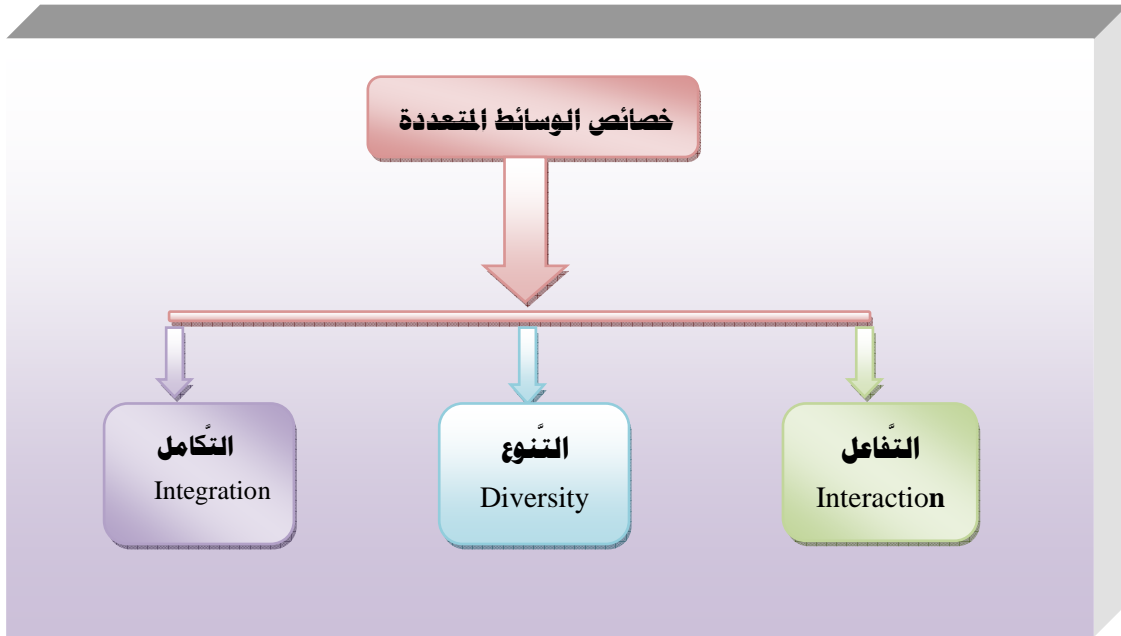 خصائص الوسائط المتعددة
التَّفاعل
Interaction
التَّنوع
Diversity
التَّكامل
Integration